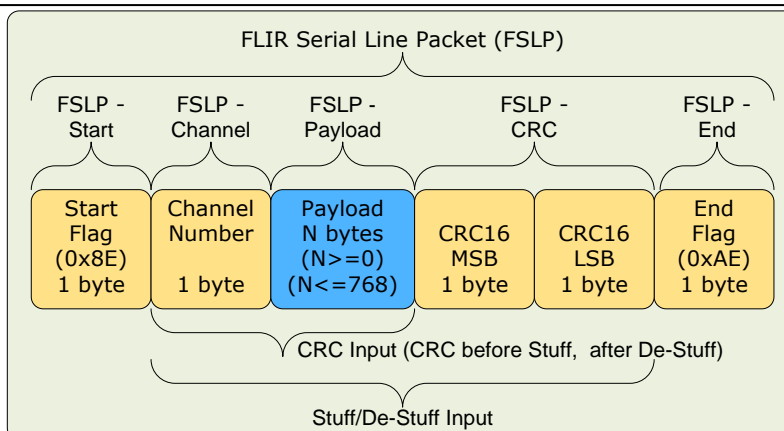 FLIR Serial Line Packet (FSLP)
FSLP - FSLP - FSLP - FSLP - FSLP -
Start Channel Payload CRC End
Start Channel Payload End
Flag Number N bytes CRC16 CRC16 Flag
(0x8E) (N>=0) MSB LSB (0xAE)
1 byte 1 byte (N<=768) 1 byte 1 byte 1 byte
CRC Input (CRC before Stuff, after De-Stuff)
Stuff/De-Stuff Input